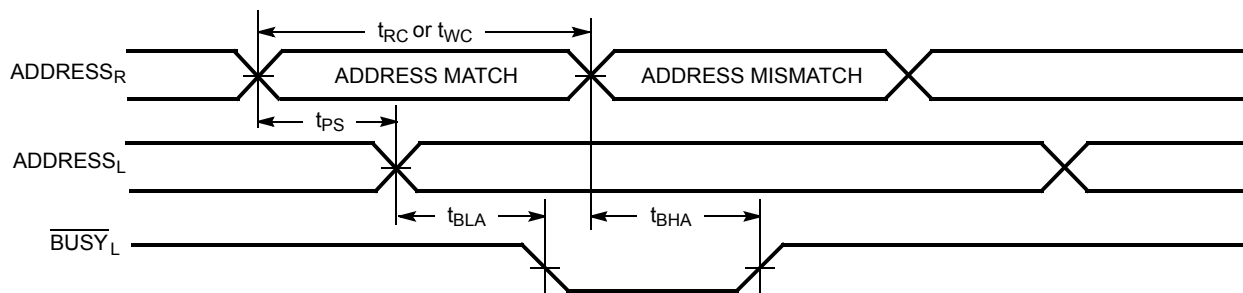 tRC or tWC
ADDRESSR
ADDRESS MATCH
ADDRESS MISMATCH
tPS
ADDRESSL
tBLA
tBHA
BUSYL